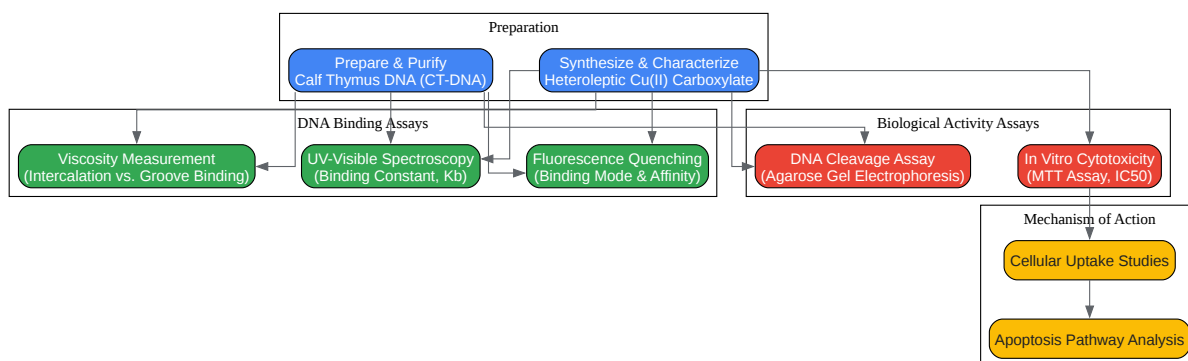 Preparation
Prepare & Purify
Calf Thymus DNA (CT-DNA)
Synthesize & Characterize
Heteroleptic Cu(II) Carboxylate
DNA Binding Assays
Viscosity Measurement
(Intercalation vs. Groove Binding)
UV-Visible Spectroscopy
(Binding Constant, Kb)
Fluorescence Quenching
(Binding Mode & Affinity)
Biological Activity Assays
DNA Cleavage Assay
(Agarose Gel Electrophoresis)
In Vitro Cytotoxicity
(MTT Assay, IC50)
Mechanism of Action
Cellular Uptake Studies
Apoptosis Pathway Analysis